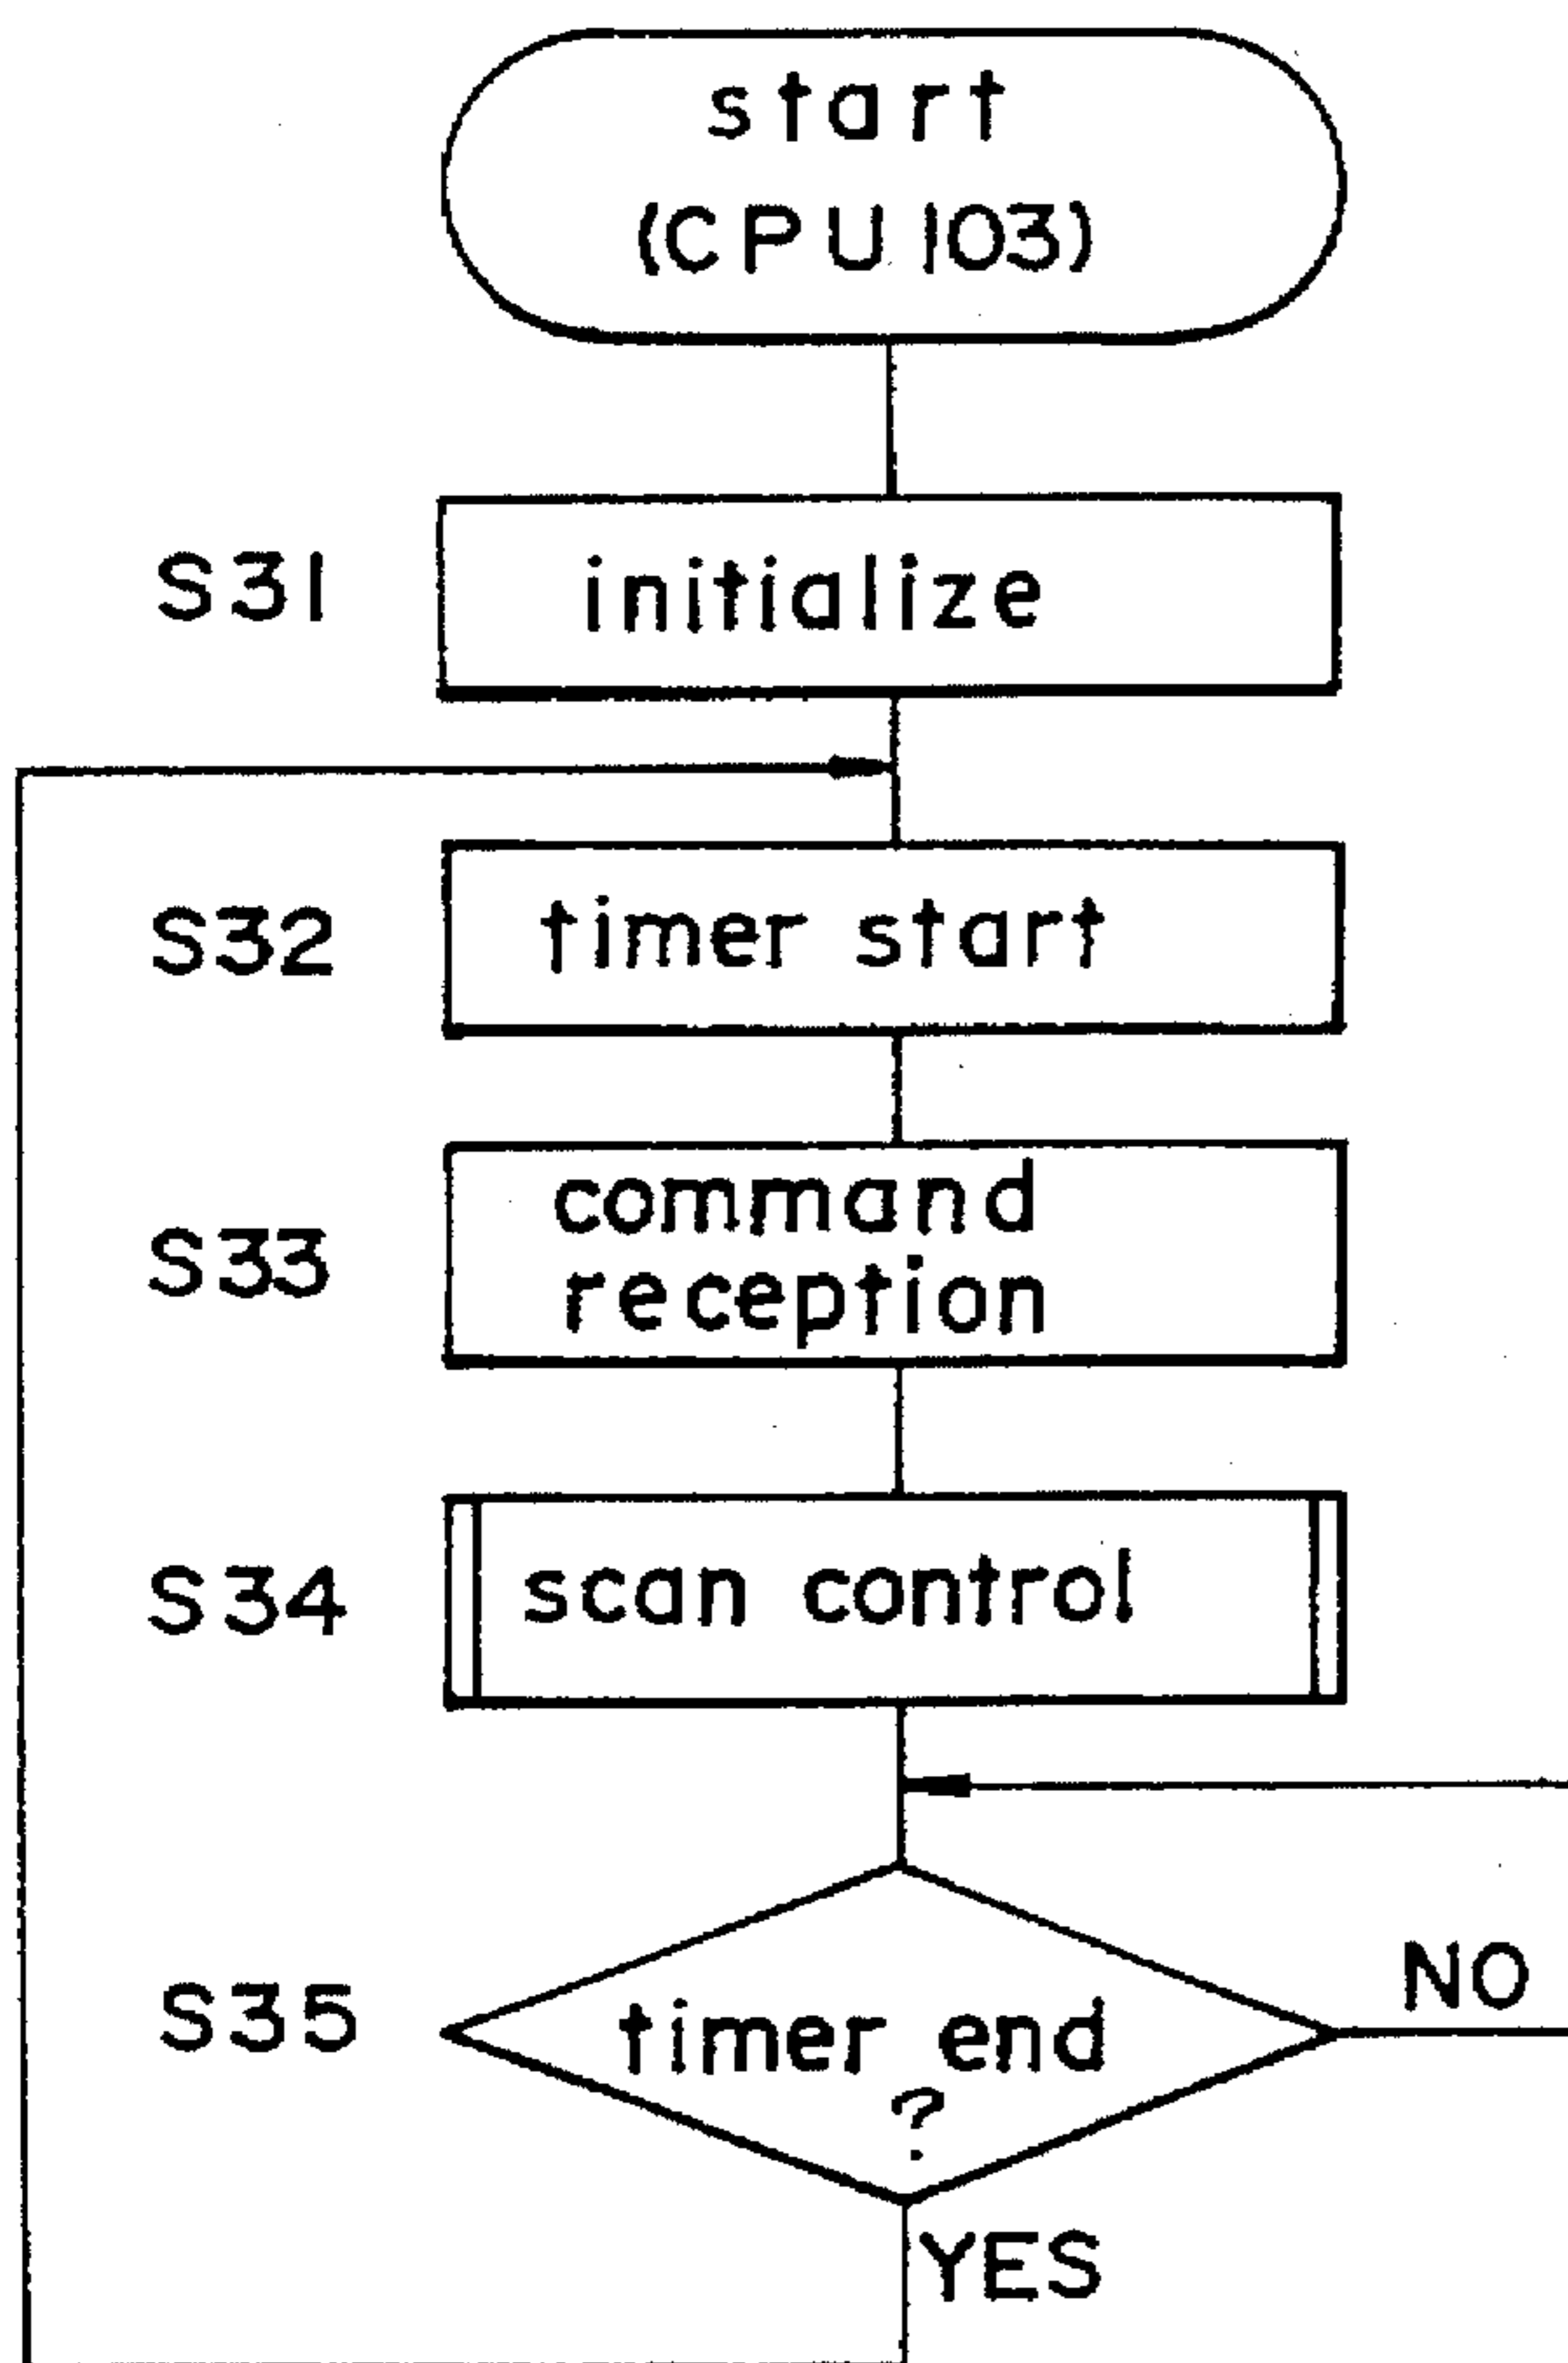 start
(CPU 103)
S31
initialize
S32
timer start
S33
command
reception
S34
scan control
S35
timer end
?
NO
YES